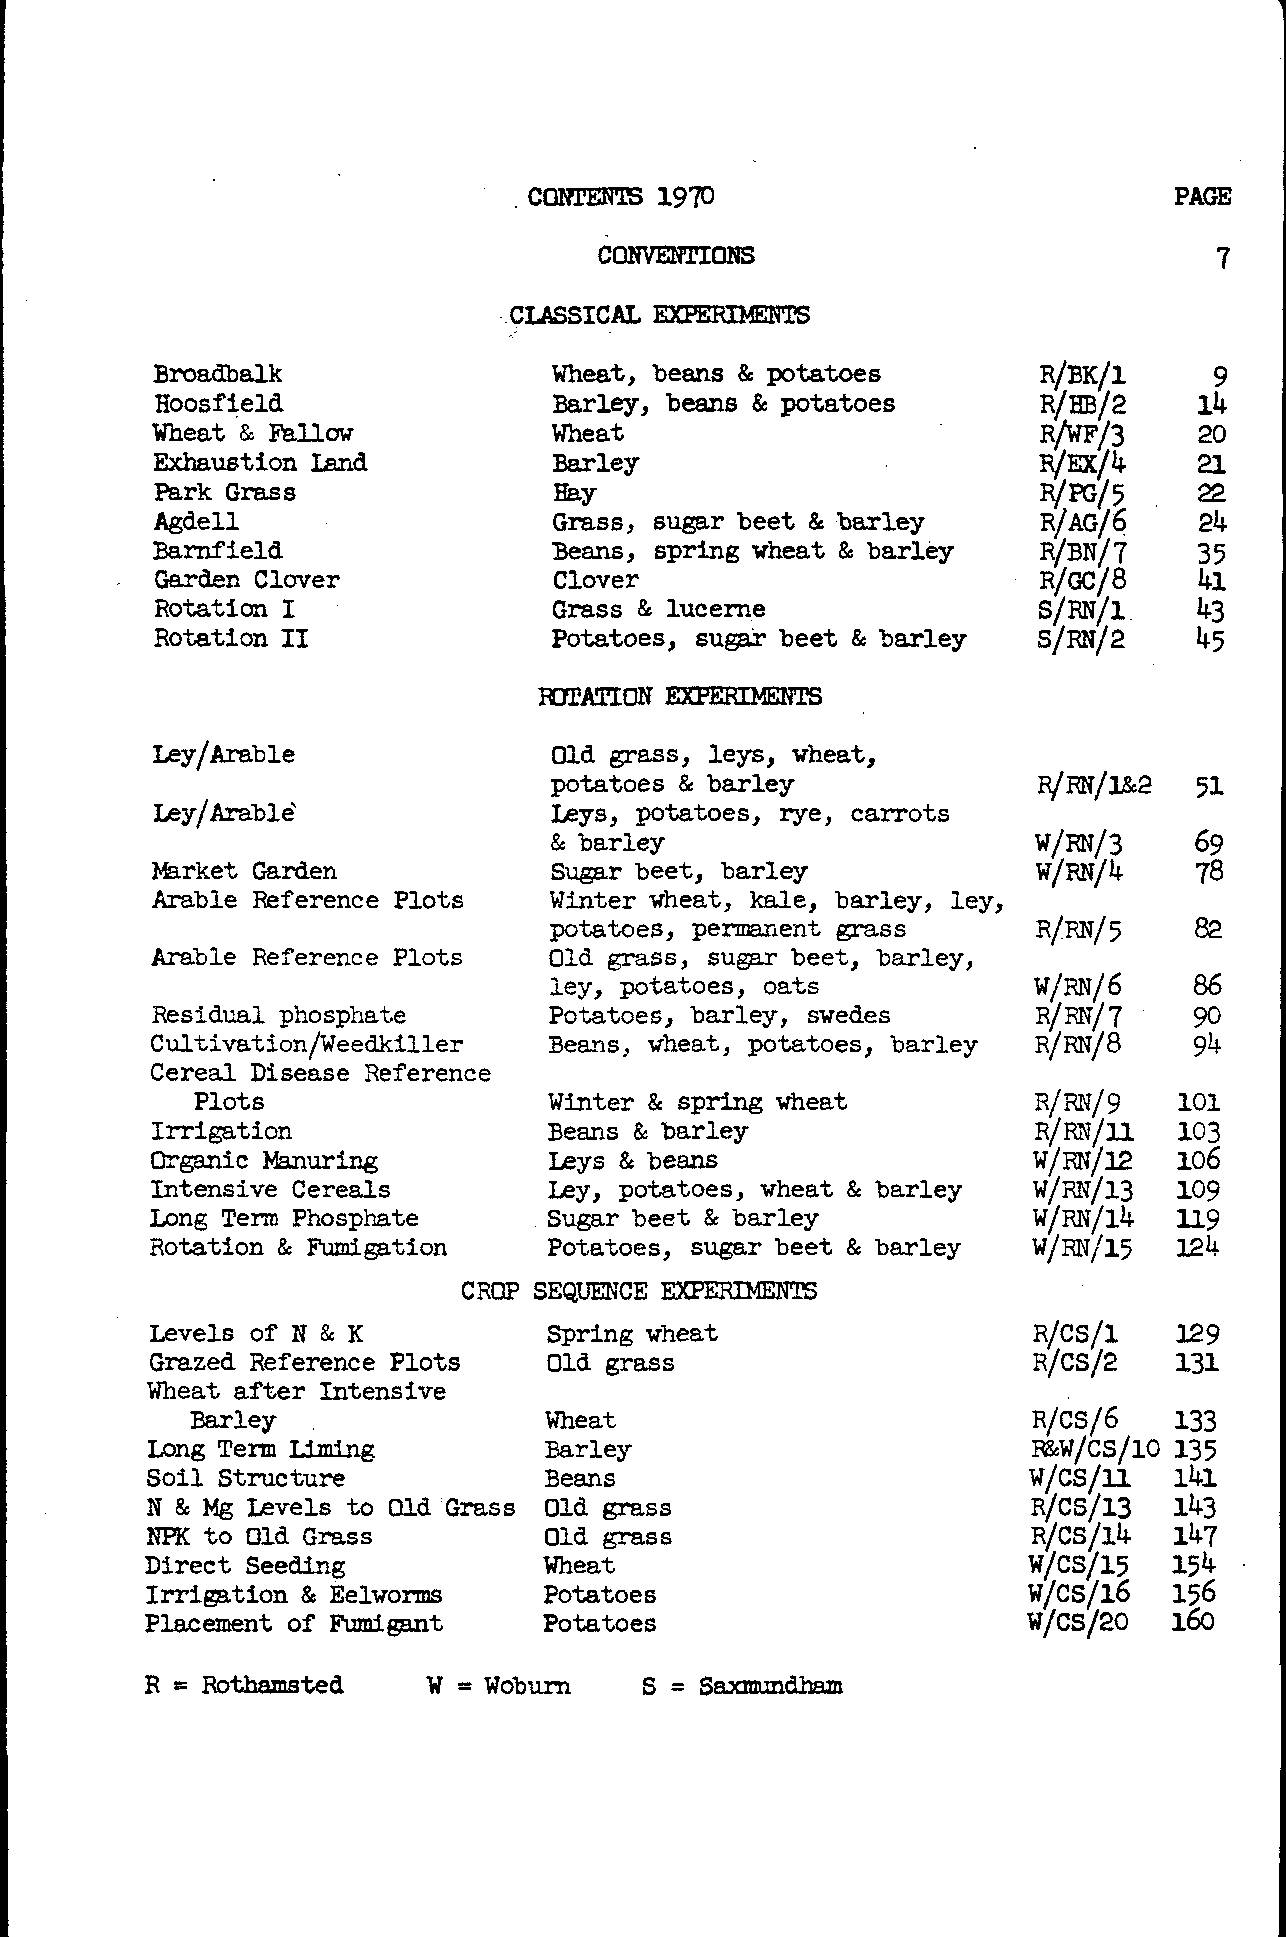 CONTENTS 1970 PAGE
CONVENTIONS 7
CLASSICAL EXPERIMENTS
Broadbalk Wheat, beans & potatoes R/BK/1 9
Hoosfield Barley, beans & potatoes R/HB/2 14
Wheat & Fallow Wheat R/WF/3 20
Exhaustion Land Barley R/EX/4 21
Park Grass Hay R/PG/5 22
Agdell Grass, sugar beet & barley R/AG/6 24
Barnfield Beans, spring wheat & barley R/BN/7 35
Garden Clover Clover R/GC/8 41
Rotation I Grass & lucerne S/RN/1 43
Rotation II Potatoes, sugar beet & barley S/RN/2 45
ROTATION EXPERIMENTS
Ley/Arable Old grass, leys, wheat,
potatoes & barley R/RN/1&2 51
Ley/Arable Leys, potatoes, rye, carrots
& barley W/RN/3 69
Market Garden Sugar beet, barley W/RN/4 78
Arable Reference Plots Winter wheat, kale, barley, ley,
potatoes, permanent grass R/RN/5 82
Arable Reference Plots Old grass, sugar beet, barley,
ley, potatoes, oats W/RN/6 86
Residual phosphate Potatoes, barley, swedes R/RN/7 90
Cultivation/Weedkiller Beans, wheat, potatoes, barley R/RN/8 94
Cereal Disease Reference
Plots Winter & spring wheat R/RN/9 101
Irrigation Beans & barley R/RN/11 103
Organic Manuring Leys & beans W/RN/12 106
Intensive Cereals Ley, potatoes, wheat & barley W/RN/13 109
Long Term Phosphate Sugar beet & barley W/RN/14 119
Rotation & Fumigation Potatoes, sugar beet & barley W/RN/15 124
CROP SEQUENCE EXPERIMENTS
Levels of N & K Spring wheat R/CS/1 129
Grazed Reference Plots Old grass R/CS/2 131
Wheat after Intensive
Barley Wheat R/CS/6 133
Long Term Liming Barley R&W/CS/10 135
Soil Structure Beans W/CS/11 141
N & Mg Levels to Old Grass Old grass R/CS/13 143
NPK to Old Grass Old grass R/CS/14 147
Direct Seeding Wheat W/CS/15 154
Irrigation & Eelworms Potatoes W/CS/16 156
Placement of Fumigant Potatoes W/CS/20 160
R = Rothamsted W = Woburn S = Saxmundham